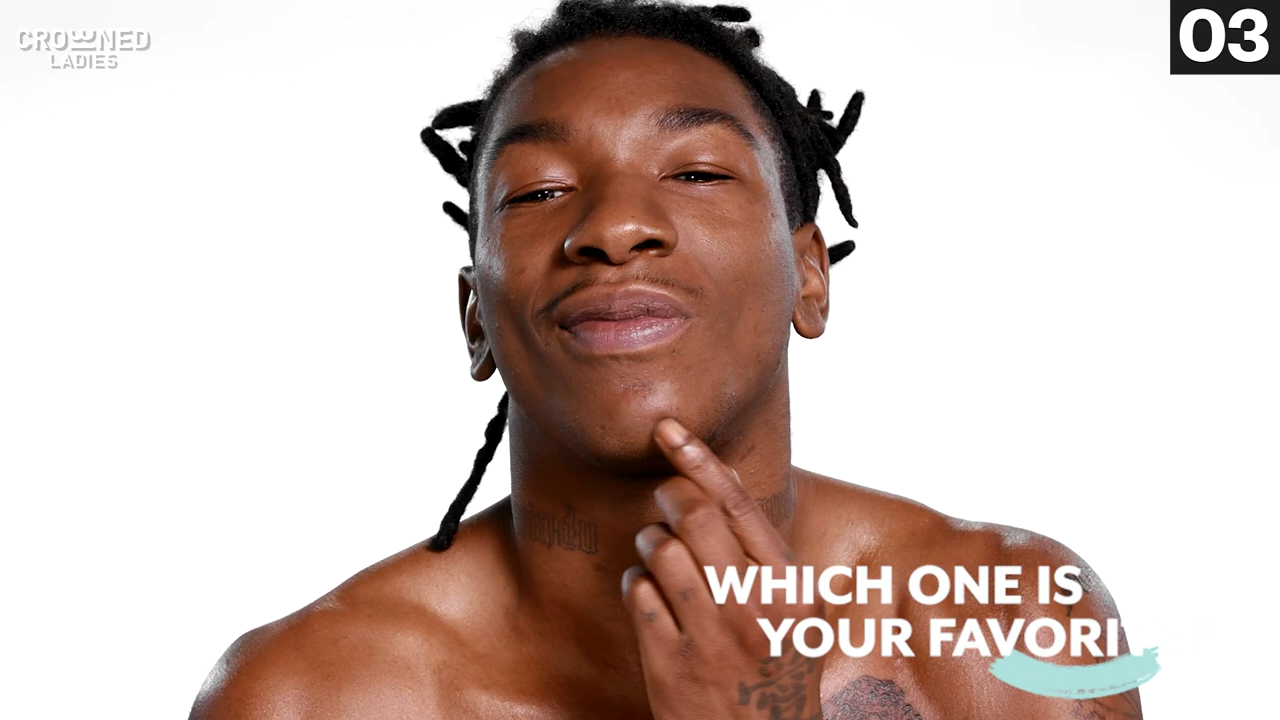 CROWNED
LADIES
03
WHICH ONE IS
YOUR FAVORI